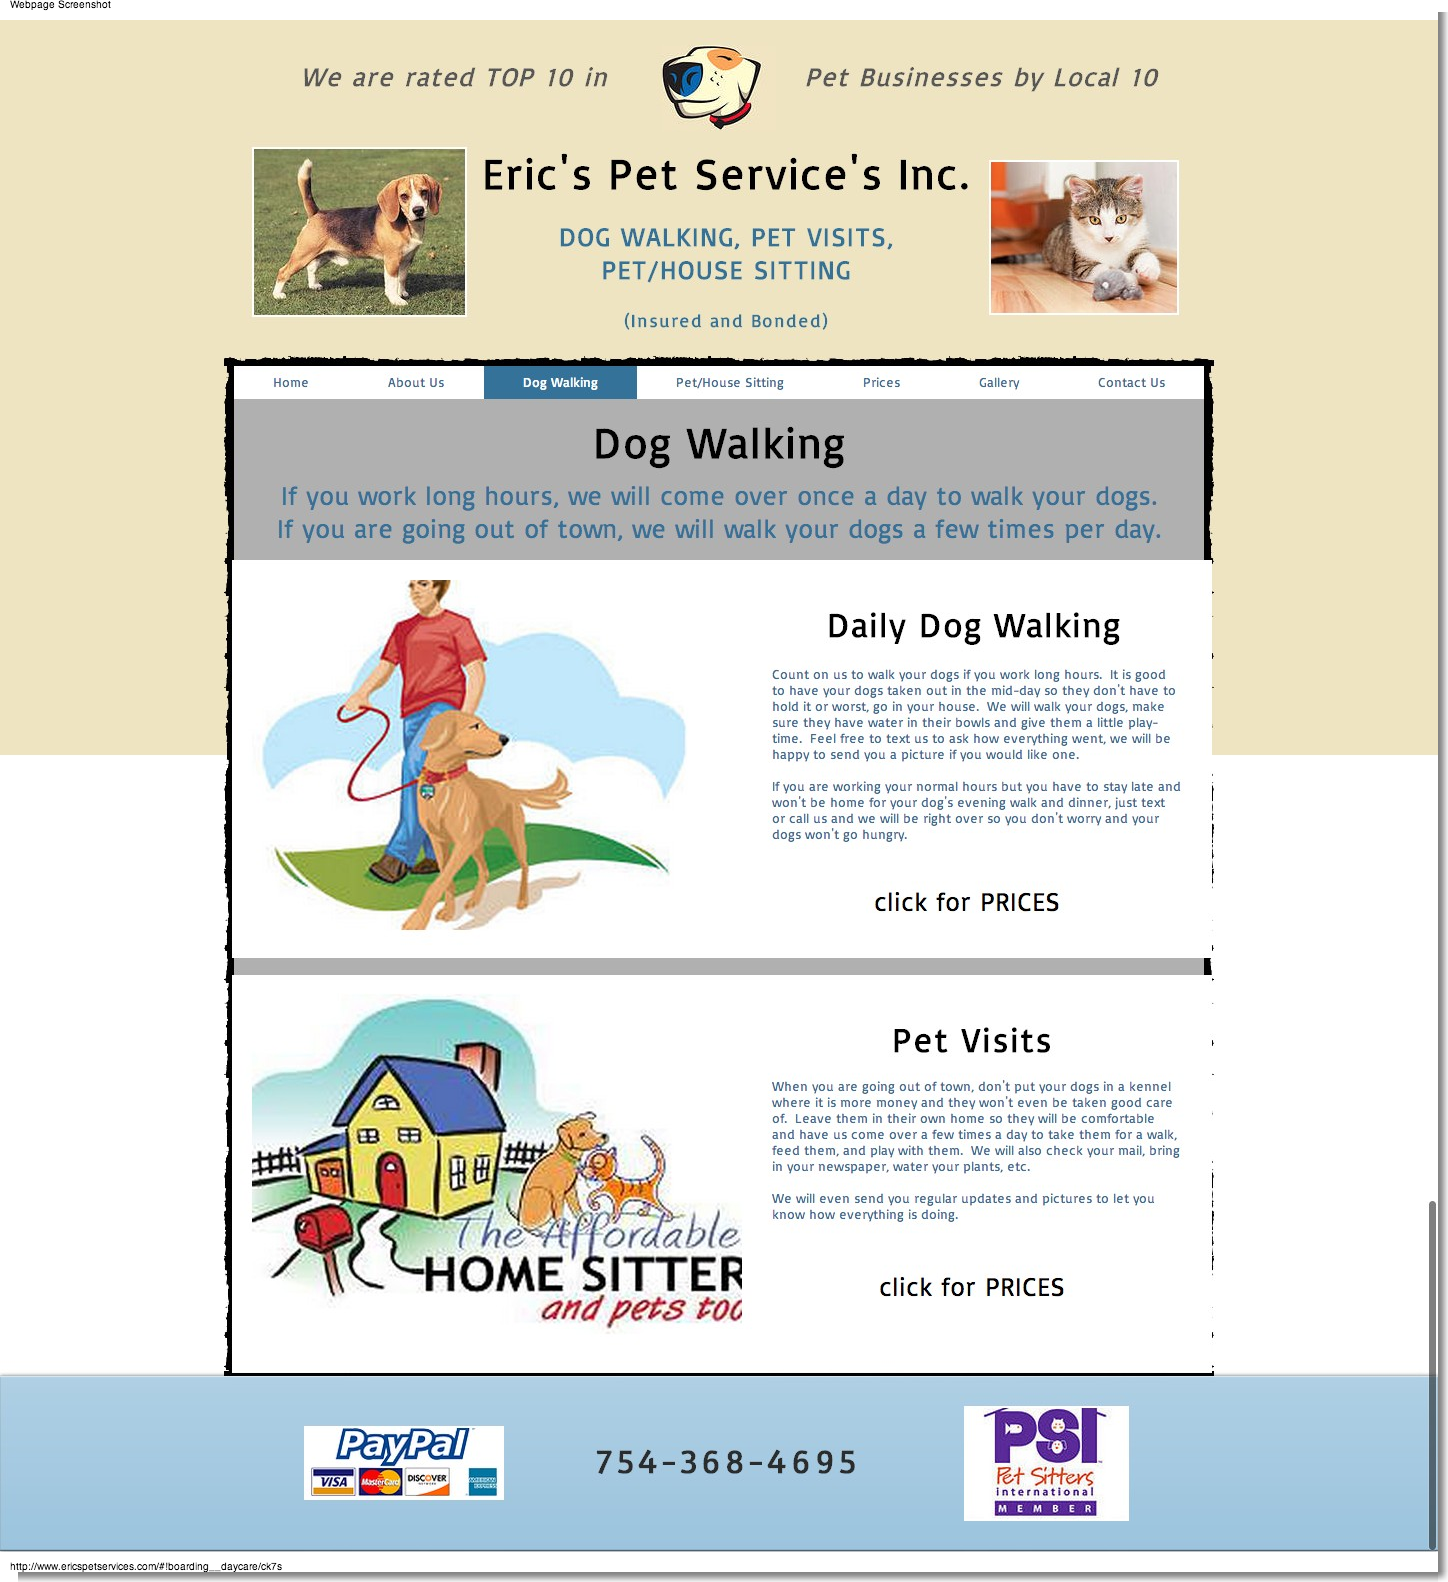 Webpage Screenshot
We are rated TOP 10 in
Pet Businesses by Local 10
Eric's Pet Service's Inc.
DOG WALKING, PET VISITS,
PET/HOUSE SITTING
(Insured and Bonded)
Home About Us Dog Walking Pet/House Sitting Prices Gallery Contact Us
Dog Walking
If you work long hours, we will come over once a day to walk your dogs.
If you are going out of town, we will walk your dogs a few times per day.
Daily Dog Walking
Count on us to walk your dogs if you work long hours. It is good
to have your dogs taken out in the mid-day so they don't have to
hold it or worst, go in your house. We will walk your dogs, make
sure they have water in their bowls and give them a little play-
time. Feel free to text us to ask how everything went, we will be
happy to send you a picture if you would like one.
If you are working your normal hours but you have to stay late and
won't be home for your dog's evening walk and dinner, just text
or call us and we will be right over so you don't worry and your
dogs won't go hungry.
click for PRICES
Pet Visits
When you are going out of town, don't put your dogs in a kennel
where it is more money and they won't even be taken good care
of. Leave them in their own home so they will be comfortable
and have us come over a few times a day to take them for a walk,
feed them, and play with them. We will also check your mail, bring
in your newspaper, water your plants, etc.
We will even send you regular updates and pictures to let you
know how everything is doing.
The Affordable
HOME SITTER
and pets too
click for PRICES
PayPal
VISA MasterCard DISCOVER NETWORK AMERICAN EXPRESS
754-368-4695
PSI
Pet Sitters
international
MEMBER
http://www.ericspetservices.com/#!boarding__daycare/ck7s